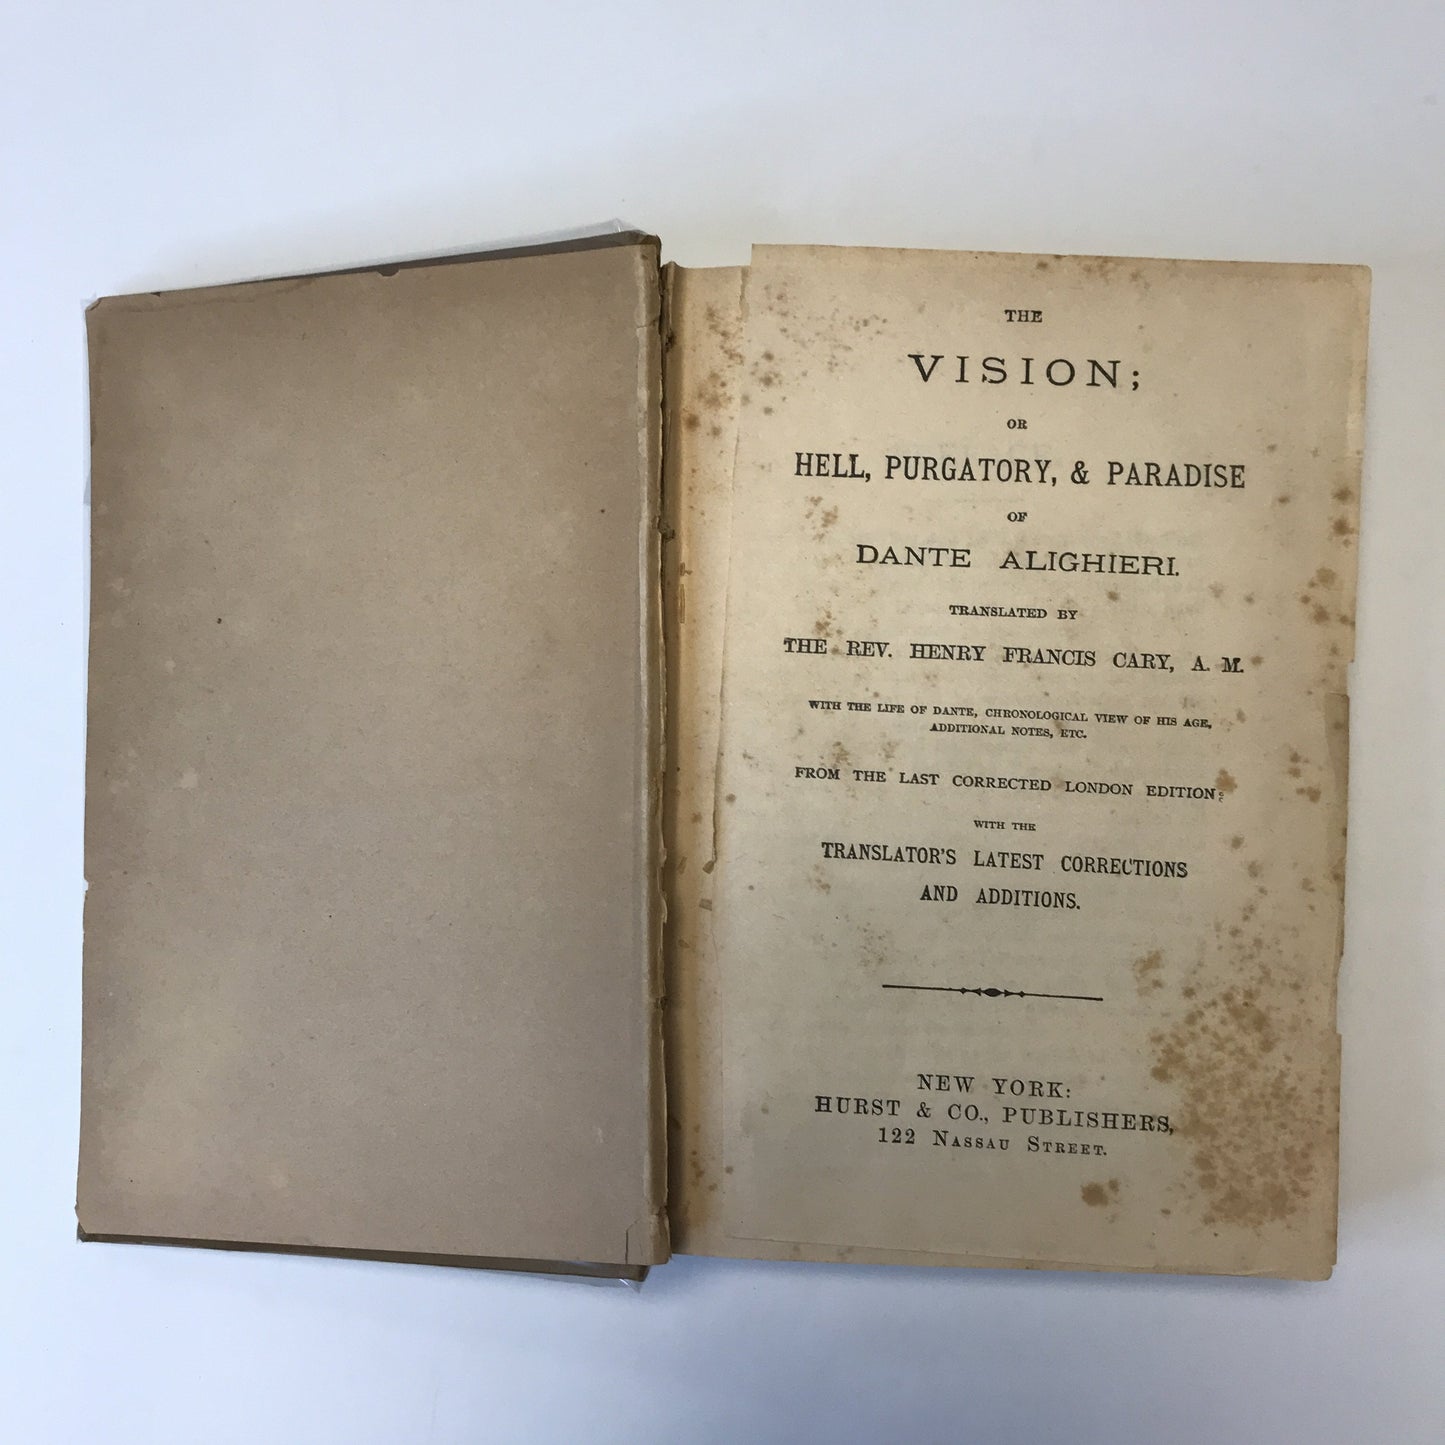 THE
VISION;
OR
HELL, PURGATORY, & PARADISE
OF
DANTE ALIGHIERI.
TRANSLATED BY
THE REV. HENRY FRANCIS CARY, A. M.
WITH THE LIFE OF DANTE, CHRONOLOGICAL VIEW OF HIS AGE,
ADDITIONAL NOTES, ETC.
FROM THE LAST CORRECTED LONDON EDITION:
WITH THE
TRANSLATOR'S LATEST CORRECTIONS
AND ADDITIONS.
NEW YORK:
HURST & CO., PUBLISHERS,
122 NASSAU STREET.